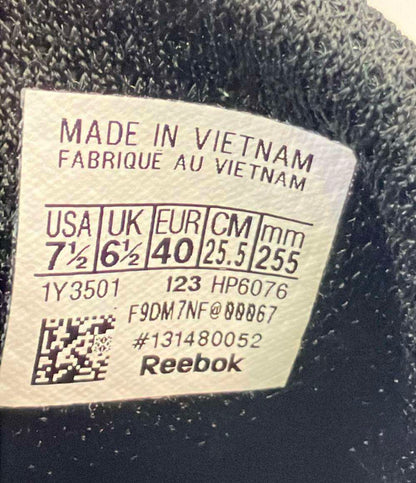 MADE IN VIETNAM
FABRIQUÉ AU VIETNAM
USA UK EUR CM mm
7½ 6½ 40 25.5 255
1Y3501 123 HP6076
F9DM7NF@00067
#131480052
Reebok